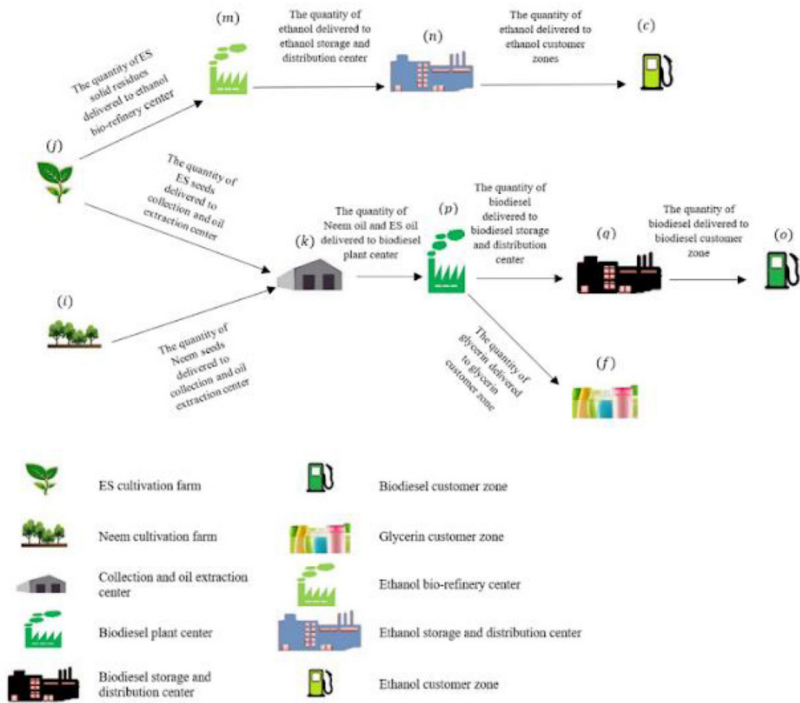 (m)
The quantity of
ethanol delivered to
ethanol storage and
distribution center
(n)
The quantity
of ethanol delivered to
ethanol customer
zones
(c)
The quantity of ES
solid residues
delivered to ethanol
bio-refinery center
(j)
The quantity of
ES seeds
delivered to
collection and oil
extraction center
(k)
The quantity of
Neem oil and ES oil
delivered to biodiesel
plant center
(p)
The quantity of
biodiesel
delivered to
biodiesel storage
and distribution
center
(q)
The quantity of
biodiesel delivered to
biodiesel customer
zone
(o)
(i)
The quantity of
Neem seeds
delivered to
collection and oil
extraction center
The quantity of
glycerin delivered
to glycerin
customer zone
(f)
ES cultivation farm
Biodiesel customer zone
Neem cultivation farm
Glycerin customer zone
Collection and oil extraction
center
Ethanol bio-refinery center
Biodiesel plant center
Ethanol storage and distribution center
Biodiesel storage and
distribution center
Ethanol customer zone